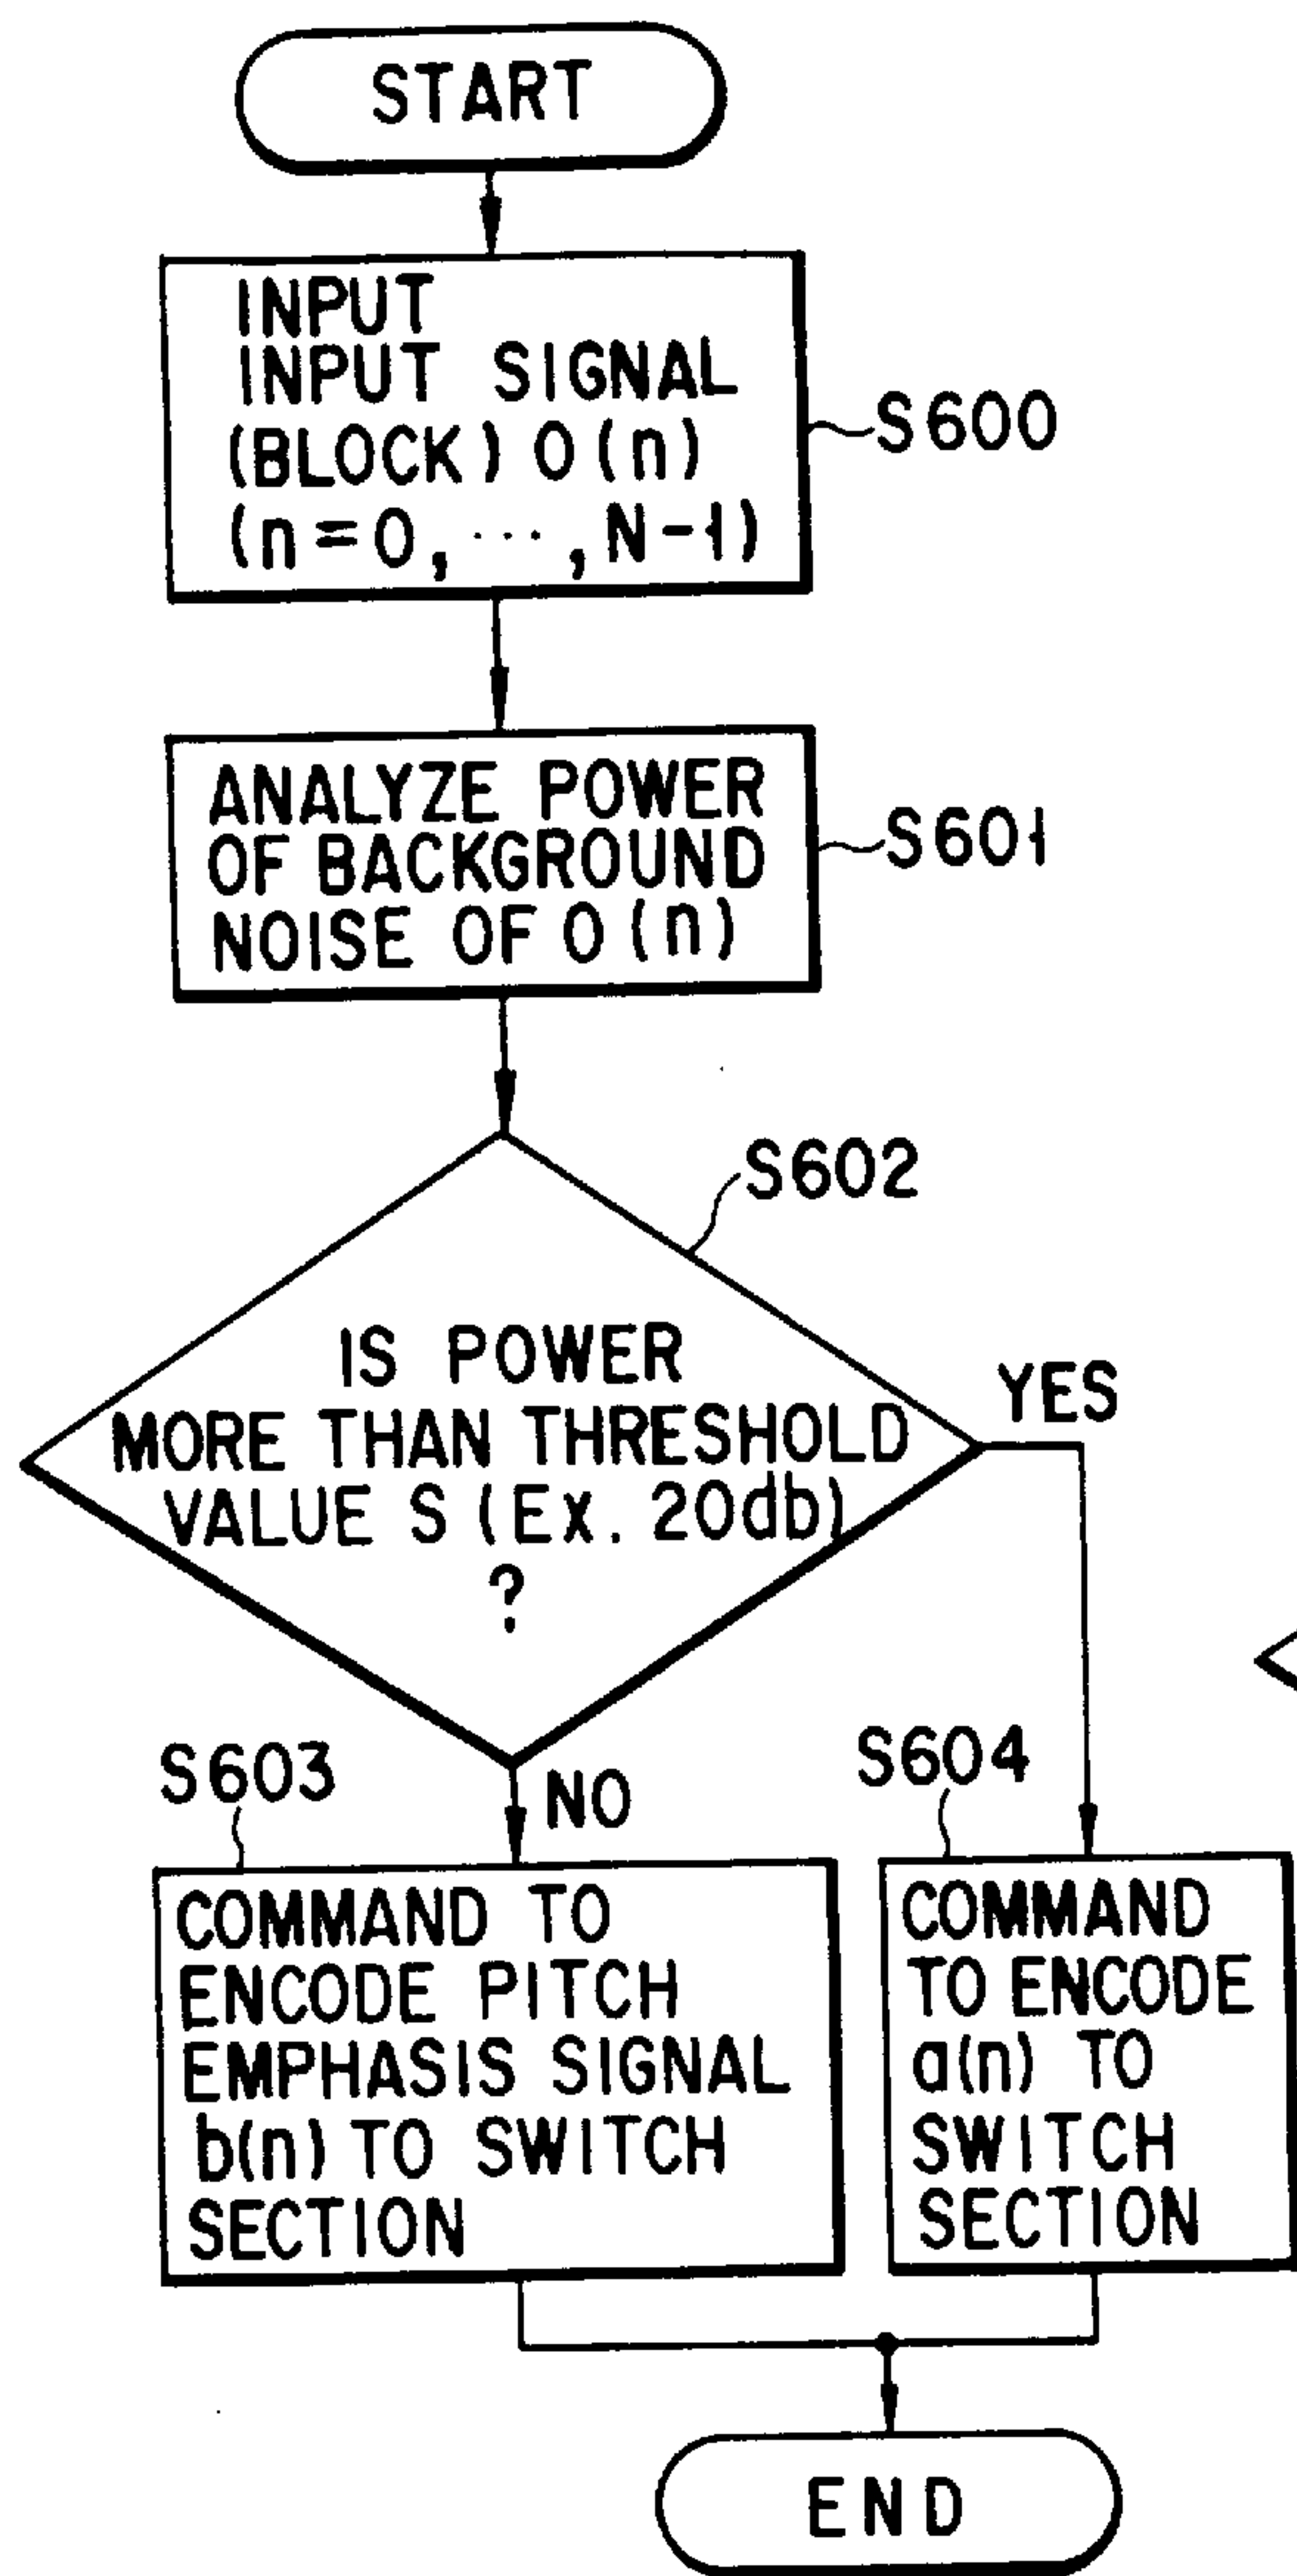 START
INPUT
INPUT SIGNAL
(BLOCK) O(n)
(n=0, ..., N-1)
S600
ANALYZE POWER
OF BACKGROUND
NOISE OF O(n)
S601
S602
IS POWER
MORE THAN THRESHOLD
VALUE S (Ex. 20db)
?
YES
NO
S603
COMMAND TO
ENCODE PITCH
EMPHASIS SIGNAL
b(n) TO SWITCH
SECTION
S604
COMMAND
TO ENCODE
a(n) TO
SWITCH
SECTION
END